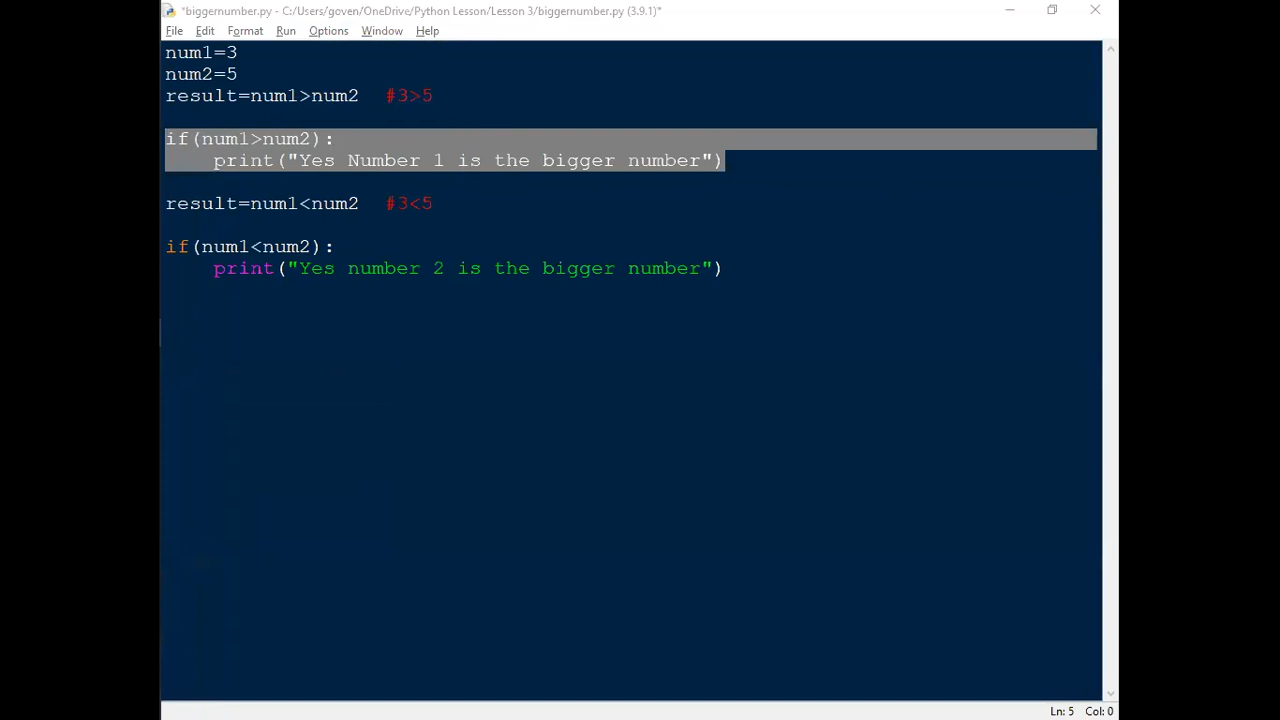 *biggernumber.py - C:/Users/goven/OneDrive/Python Lesson/Lesson 3/biggernumber.py (3.9.1)*
File Edit Format Run Options Window Help
num1=3
num2=5
result=num1>num2  #3>5
if(num1>num2):
    print("Yes Number 1 is the bigger number")
result=num1<num2  #3<5
if(num1<num2):
    print("Yes number 2 is the bigger number")
Ln: 5 Col: 0